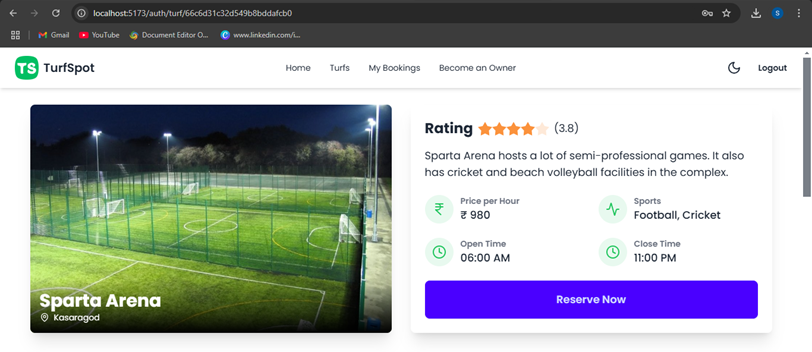 localhost:5173/auth/turf/66c6d31c32d549b8bddafcb0
S
Gmail
YouTube
Document Editor O...
www.linkedin.com/i...
TS TurfSpot
Home
Turfs
My Bookings
Become an Owner
Logout
Sparta Arena
Kasaragod
Rating (3.8)
Sparta Arena hosts a lot of semi-professional games. It also
has cricket and beach volleyball facilities in the complex.
Price per Hour
₹ 980
Sports
Football, Cricket
Open Time
06:00 AM
Close Time
11:00 PM
Reserve Now